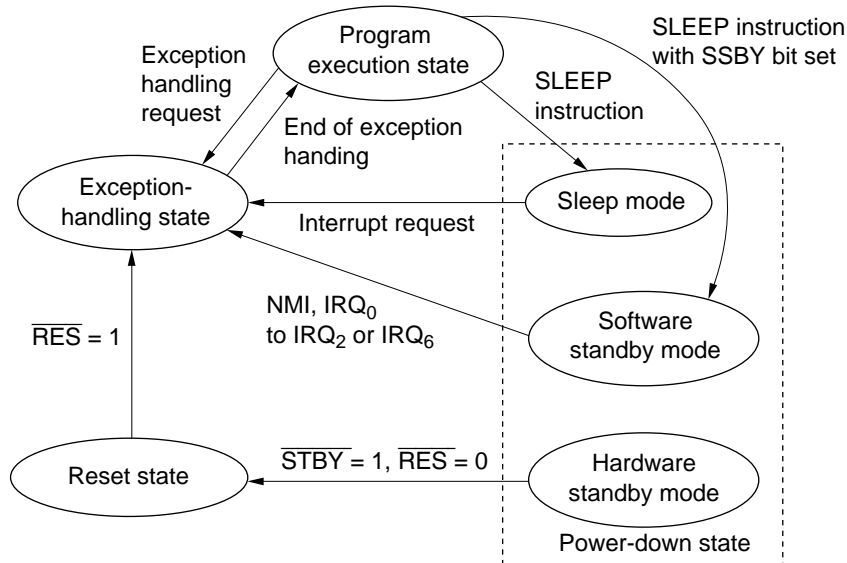 Program
execution state
SLEEP instruction
with SSBY bit set
Exception
handling
request
SLEEP
instruction
End of exception
handing
Exception-
handling state
Sleep mode
Interrupt request
NMI, IRQ0
to IRQ2 or IRQ6
Software
standby mode
RES = 1
Reset state
STBY = 1, RES = 0
Hardware
standby mode
Power-down state